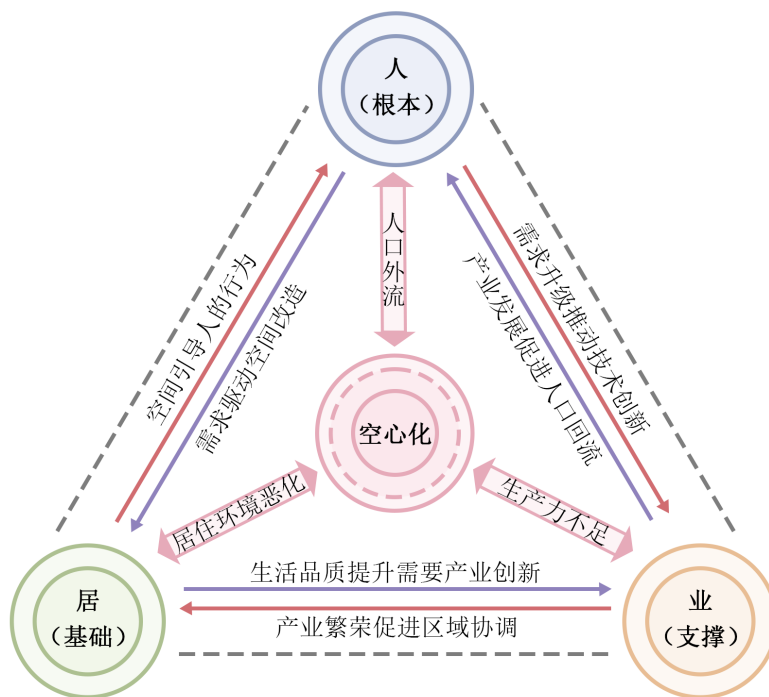 人
（根本）
人口外流
空间引导人的行为
需求驱动空间改造
需求升级推动技术创新
产业发展促进人口回流
空心化
居住环境恶化
生产力不足
居
（基础）
生活品质提升需要产业创新
产业繁荣促进区域协调
业
（支撑）